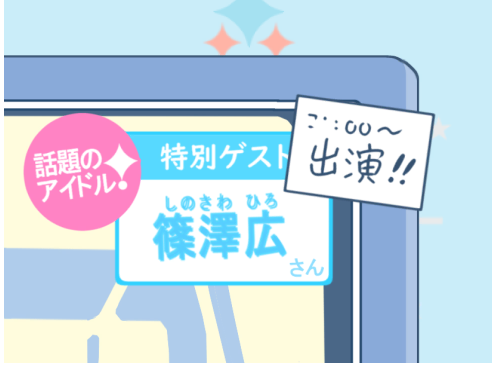 話題の
アイドル!
特別ゲスト
しのさわ ひろ
篠澤広
さん
:00～
出演!!